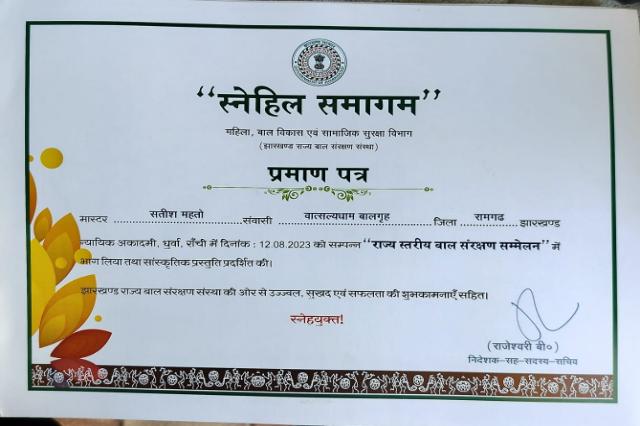 “स्नेहिल समागम”
महिला, बाल विकास एवं सामाजिक सुरक्षा विभाग
(झारखण्ड राज्य बाल संरक्षण संस्था)
प्रमाण पत्र
मास्टर ....सतीश महतो....संवासी ....वात्सल्यधाम बालगृह....जिला ....रामगढ....झारखण्ड
न्यायिक अकादमी, धुर्वा, राँची में दिनांक : 12.08.2023 को सम्पन्न “राज्य स्तरीय बाल संरक्षण सम्मेलन” में
भाग लिया तथा सांस्कृतिक प्रस्तुति प्रदर्शित की।
झारखण्ड राज्य बाल संरक्षण संस्था की ओर से उज्ज्वल, सुखद एवं सफलता की शुभकामनाएँ सहित।
स्नेहयुक्त!
(राजेश्वरी बी०)
निदेशक-सह-सदस्य-सचिव